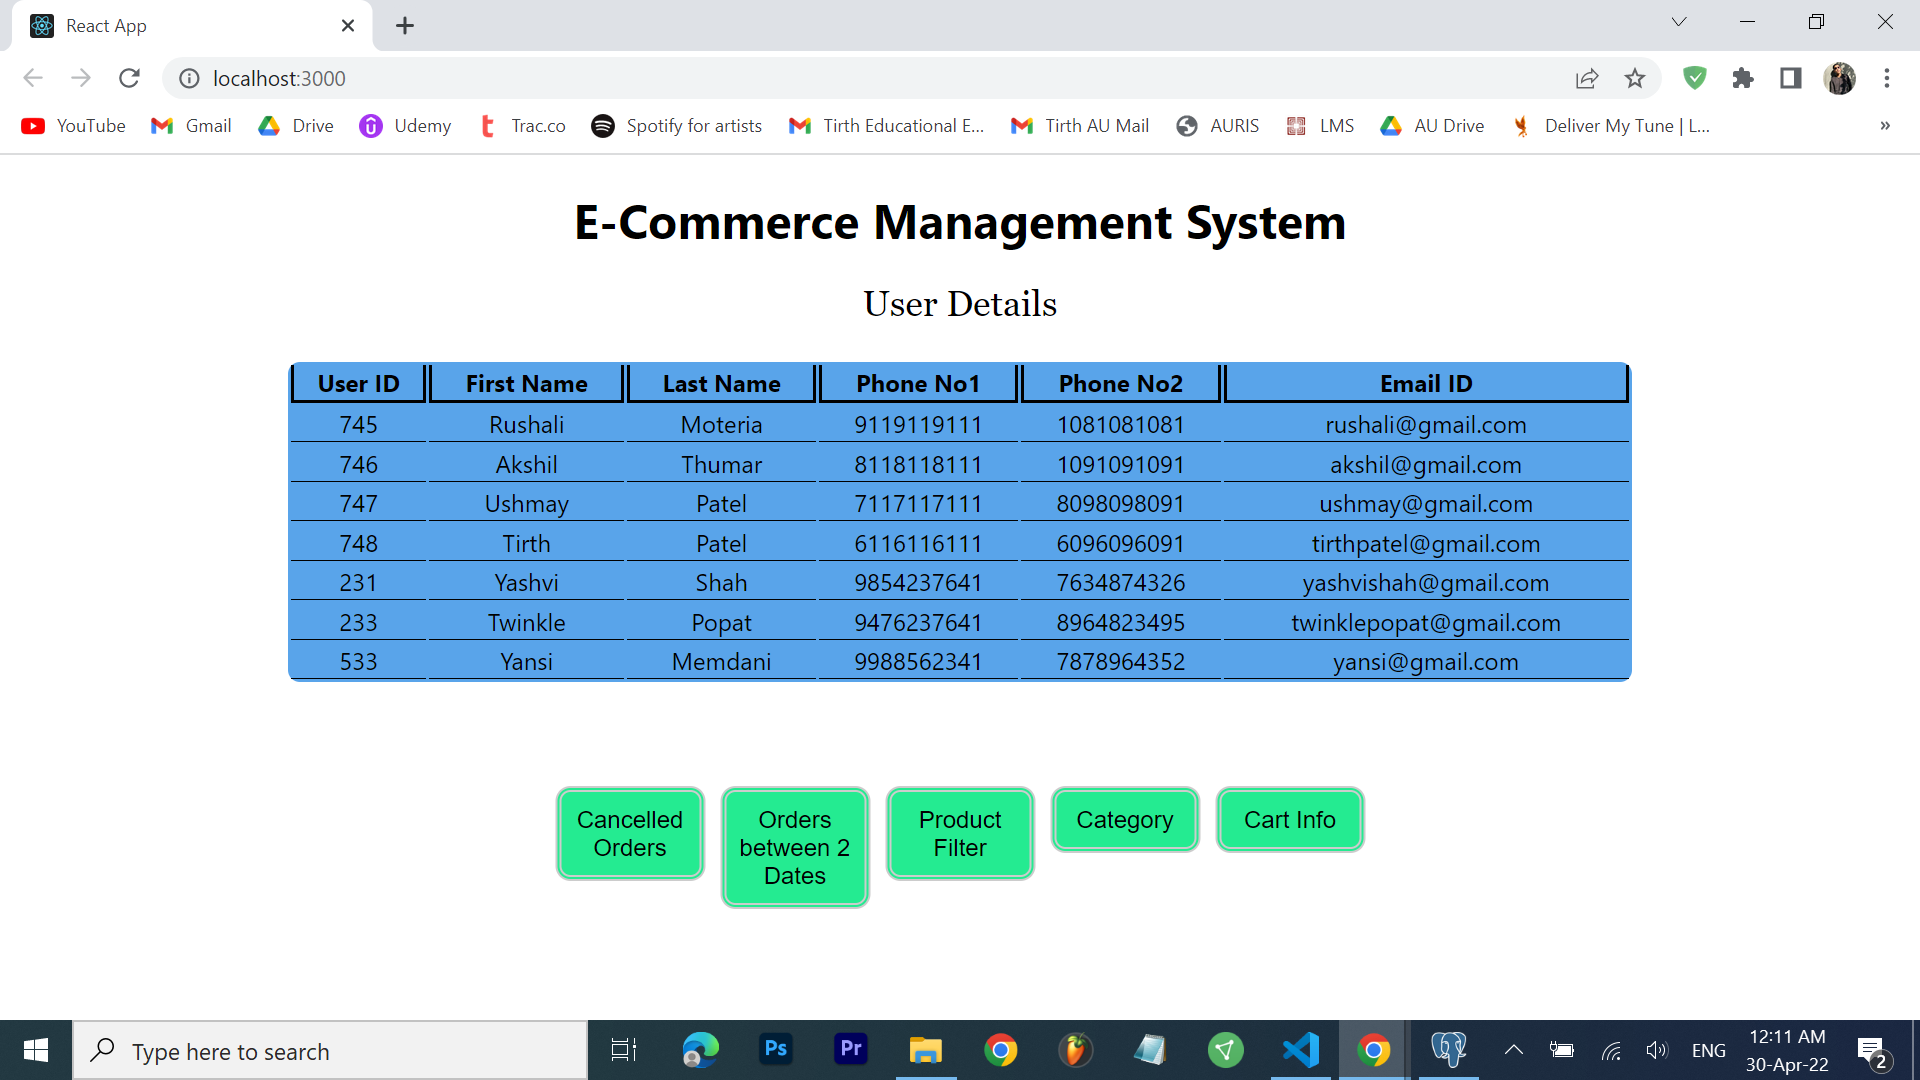 React App
localhost:3000
YouTube Gmail Drive Udemy Trac.co Spotify for artists Tirth Educational E... Tirth AU Mail AURIS LMS AU Drive Deliver My Tune | L... »
E-Commerce Management System
User Details
User ID First Name Last Name Phone No1 Phone No2 Email ID
745 Rushali Moteria 9119119111 1081081081 rushali@gmail.com
746 Akshil Thumar 8118118111 1091091091 akshil@gmail.com
747 Ushmay Patel 7117117111 8098098091 ushmay@gmail.com
748 Tirth Patel 6116116111 6096096091 tirthpatel@gmail.com
231 Yashvi Shah 9854237641 7634874326 yashvishah@gmail.com
233 Twinkle Popat 9476237641 8964823495 twinklepopat@gmail.com
533 Yansi Memdani 9988562341 7878964352 yansi@gmail.com
Cancelled
Orders
Orders
between 2
Dates
Product
Filter
Category
Cart Info
Type here to search
Ps
Pr
ENG
12:11 AM
30-Apr-22
2